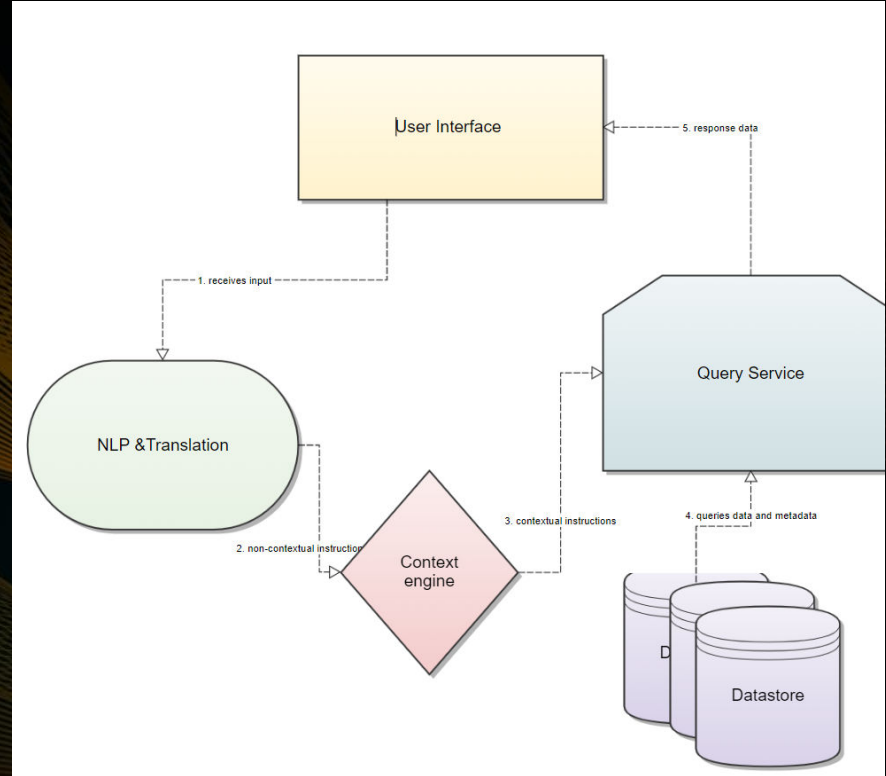 User Interface
5. response data
1. receives input
Query Service
NLP &Translation
4. queries data and metadata
3. contextual instructions
2. non-contextual instruction
Context
engine
D
Datastore